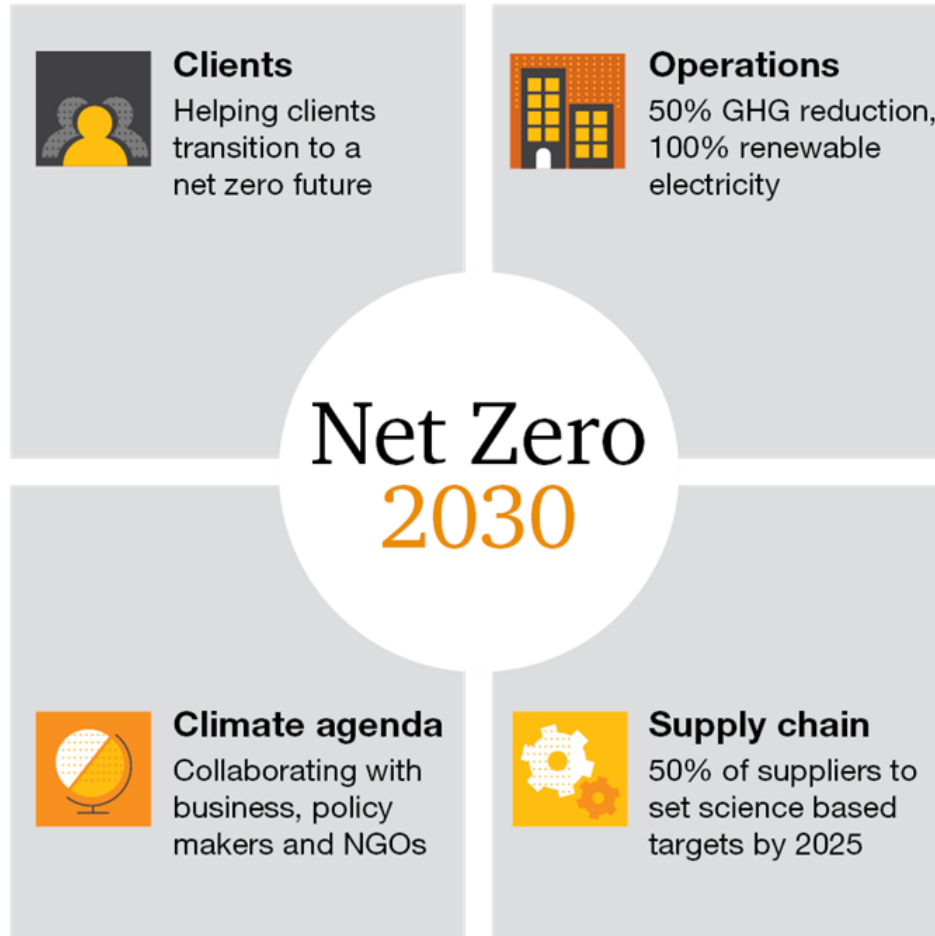 Clients
Helping clients
transition to a
net zero future
Operations
50% GHG reduction,
100% renewable
electricity
Net Zero
2030
Climate agenda
Collaborating with
business, policy
makers and NGOs
Supply chain
50% of suppliers to
set science based
targets by 2025